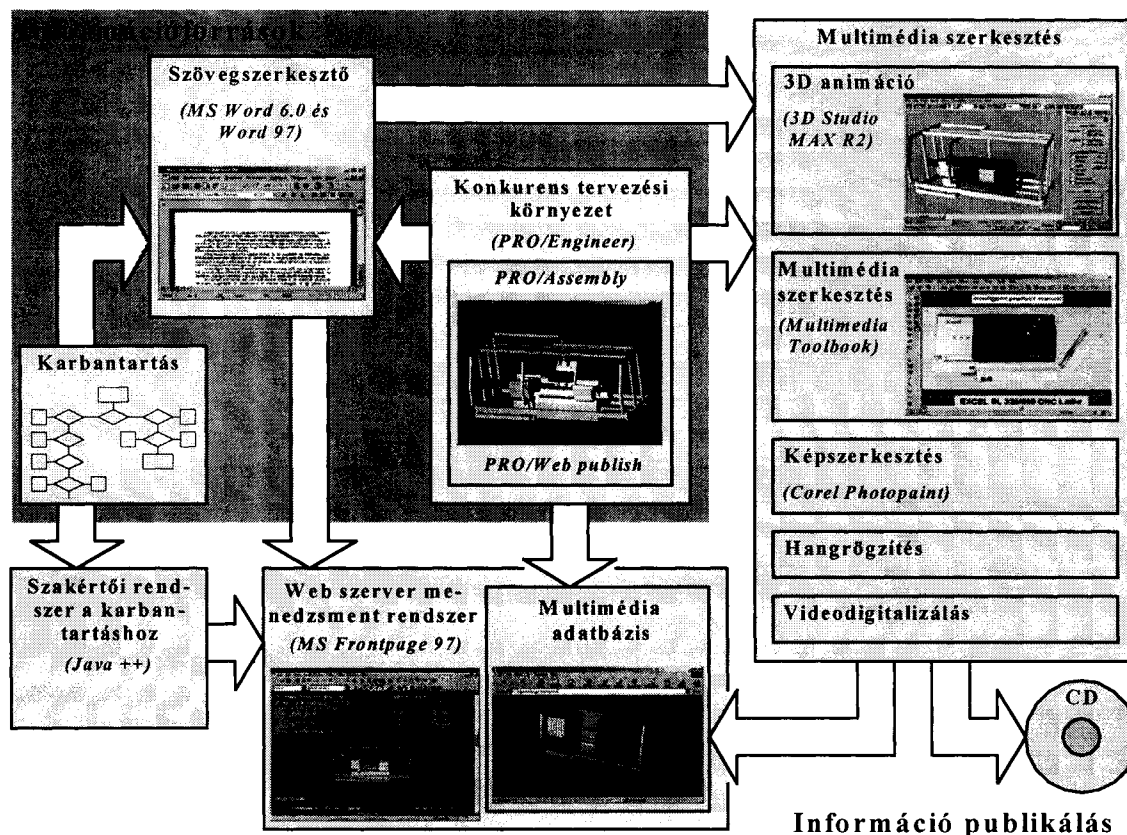 Szövegszerkesztő
(MS Word 6.0 és
Word 97)
Konkurens tervezési
környezet
(PRO/Engineer)
PRO/Assembly
PRO/Web publish
Karbantartás
Szakértői rend-
szer a karban-
tartáshoz
(Java ++)
Web szerver me-
nedzsment rendszer
(MS Frontpage 97)
Multimédia
adatbázis
Multimédia szerkesztés
3D animáció
(3D Studio
MAX R2)
Multimédia
szerkesztés
(Multimedia
Toolbook)
Képszerkesztés
(Corel Photopaint)
Hangrögzítés
Videodigitalizálás
CD
Információ publikálás